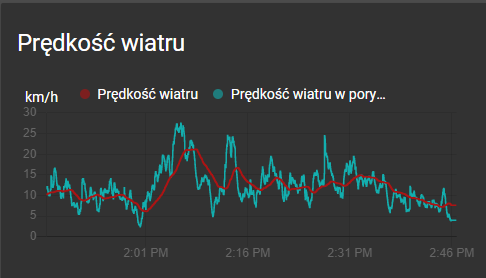 Prędkość wiatru
km/h
Prędkość wiatru
Prędkość wiatru w pory...
30
25
20
15
10
5
0
2:01 PM
2:16 PM
2:31 PM
2:46 PM